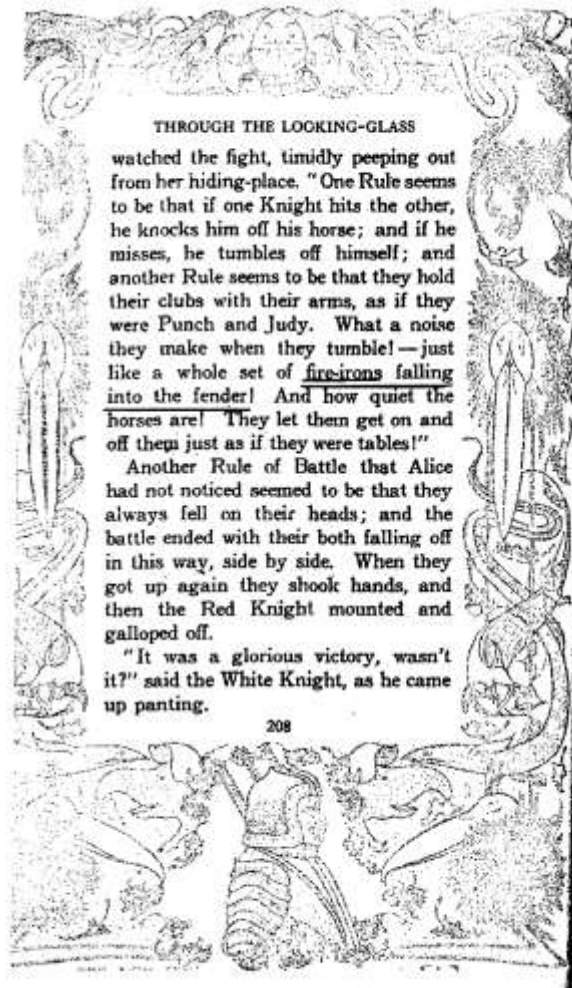 THROUGH THE LOOKING-GLASS
watched the fight, timidly peeping out
from her hiding-place. "One Rule seems
to be that if one Knight hits the other,
he knocks him off his horse; and if he
misses, he tumbles off himself; and
another Rule seems to be that they hold
their clubs with their arms, as if they
were Punch and Judy. What a noise
they make when they tumble!—just
like a whole set of fire-irons falling
into the fender! And how quiet the
horses are! They let them get on and
off them just as if they were tables!"
Another Rule of Battle that Alice
had not noticed seemed to be that they
always fell on their heads; and the
battle ended with their both falling off
in this way, side by side. When they
got up again they shook hands, and
then the Red Knight mounted and
galloped off.
"It was a glorious victory, wasn't
it?" said the White Knight, as he came
up panting.
208